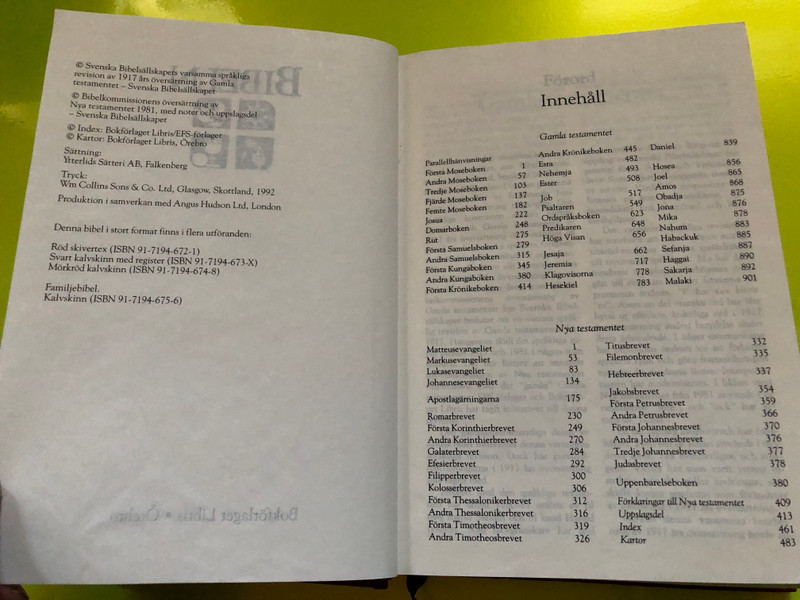 © Svenska Bibelsällskapets varsamma språkliga
revision av 1917 års översättning av Gamla
testamentet – Svenska Bibelsällskapet
© Bibelkommissionens översättning av
Nya testamentet 1981, med noter och uppslagsdel
– Svenska Bibelsällskapet
© Index: Bokförlaget Libris/EFS-förlaget
© Kartor: Bokförlaget Libris, Örebro
Sättning:
Ytterlids Sätteri AB, Falkenberg
Tryck:
Wm Collins Sons & Co. Ltd, Glasgow, Skottland, 1992
Produktion i samverkan med Angus Hudson Ltd, London
Denna bibel i stort format finns i flera utföranden:
Röd skivertex (ISBN 91-7194-672-1)
Svart kalvskinn med register (ISBN 91-7194-673-X)
Mörkröd kalvskinn (ISBN 91-7194-674-8)
Familjebibel.
Kalvskinn (ISBN 91-7194-675-6)
Innehåll
Gamla testamentet
Parallellhänvisningar
Första Moseboken 1
Andra Moseboken 57
Tredje Moseboken 103
Fjärde Moseboken 137
Femte Moseboken 182
Josua 222
Domarboken 248
Rut 275
Första Samuelsboken 279
Andra Samuelsboken 315
Första Kungaboken 345
Andra Kungaboken 380
Första Krönikeboken 414
Andra Krönikeboken 445
Esra 482
Nehemja 493
Ester 508
Job 517
Psaltaren 549
Ordspråksboken 623
Predikaren 648
Höga Visan 656
Jesaja 662
Jeremia 717
Klagovisorna 778
Hesekiel 783
Daniel 839
Hosea 856
Joel 865
Amos 868
Obadja 875
Jona 876
Mika 878
Nahum 883
Habackuk 885
Sefanja 887
Haggai 890
Sakarja 892
Malaki 901
Nya testamentet
Matteusevangeliet 1
Markusevangeliet 53
Lukasevangeliet 83
Johannesevangeliet 134
Apostlagärningarna 175
Romarbrevet 230
Första Korinthierbrevet 249
Andra Korinthierbrevet 270
Galaterbrevet 284
Efesierbrevet 292
Filipperbrevet 300
Kolosserbrevet 306
Första Thessalonikerbrevet 312
Andra Thessalonikerbrevet 316
Första Timotheosbrevet 319
Andra Timotheosbrevet 326
Titusbrevet 332
Filemonbrevet 335
Hebreerbrevet 337
Jakobsbrevet 354
Första Petrusbrevet 359
Andra Petrusbrevet 366
Första Johannesbrevet 370
Andra Johannesbrevet 376
Tredje Johannesbrevet 377
Judasbrevet 378
Uppenbarelseboken 380
Förklaringar till Nya testamentet 409
Uppslagsdel 413
Index 461
Kartor 483